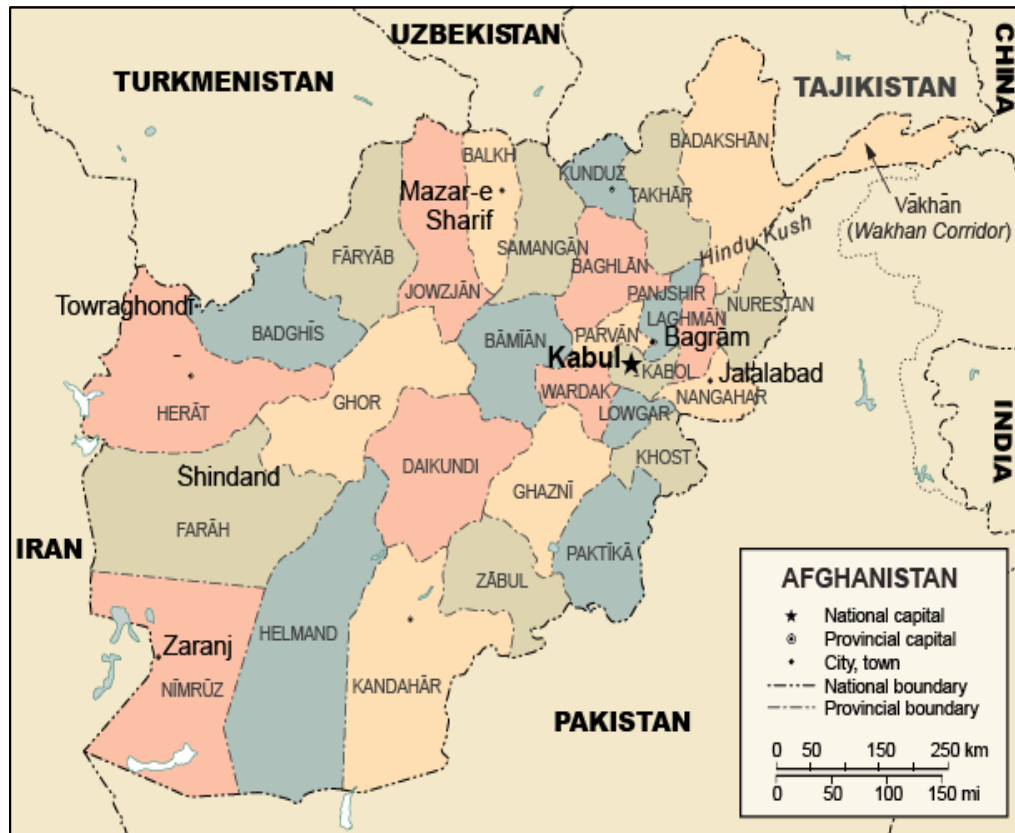 UZBEKISTAN
CHINA
TURKMENISTAN
TAJIKISTAN
BADAKSHĀN
BALKH
KUNDUZ
Mazar-e
Sharif
TAKHĀR
Vākhān
(Wakhan Corridor)
Hindu Kush
FĀRYĀB
SAMANGĀN
BAGHLĀN
JOWZJĀN
PANJSHIR
NURESTAN
Towraghondī
LAGHMĀN
BADGHĪS
BĀMĪĀN
PARVĀN
Bagrām
Kabul
KABOL
Jalalabad
WARDAK
NANGAHAR
HERĀT
GHOR
LOWGAR
INDIA
DAIKUNDI
KHOST
Shindand
GHAZNĪ
FARĀH
IRAN
PAKTĪKĀ
ZĀBUL
HELMAND
Zaranj
NĪMRŪZ
KANDAHĀR
PAKISTAN
AFGHANISTAN
National capital
Provincial capital
City, town
National boundary
Provincial boundary
0 50 150 250 km
0 50 100 150 mi